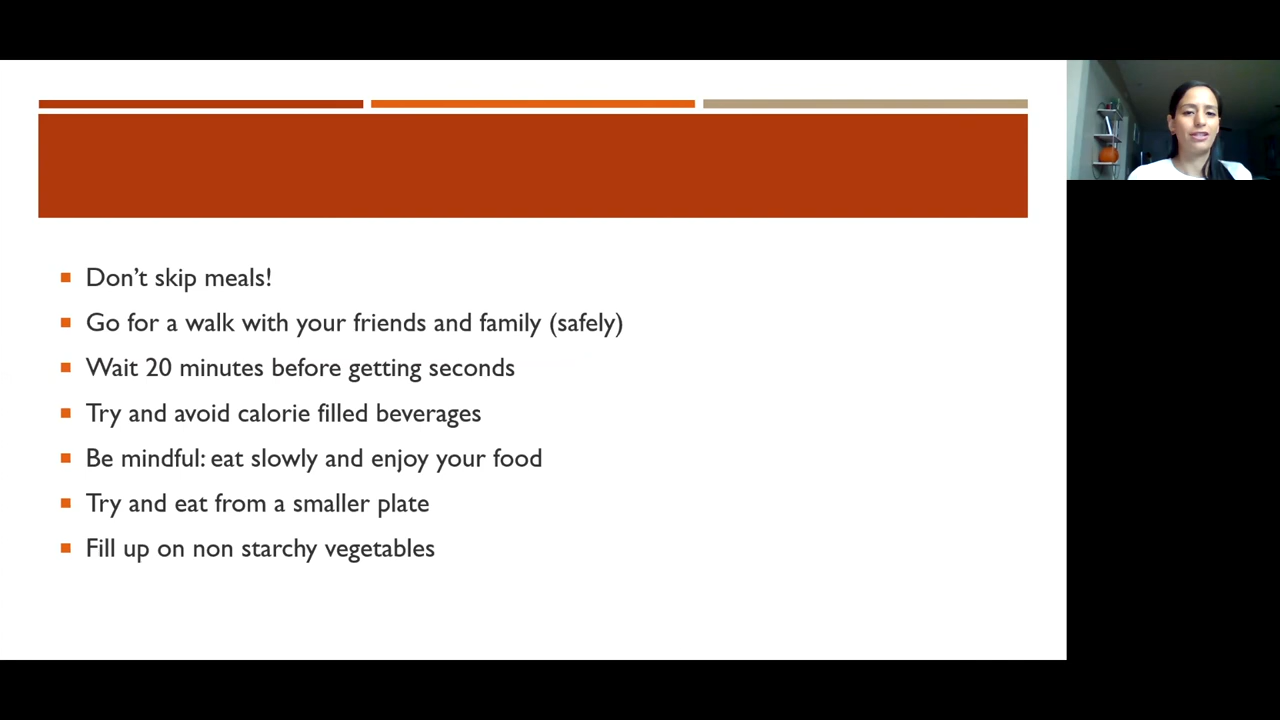 Don't skip meals!
Go for a walk with your friends and family (safely)
Wait 20 minutes before getting seconds
Try and avoid calorie filled beverages
Be mindful: eat slowly and enjoy your food
Try and eat from a smaller plate
Fill up on non starchy vegetables